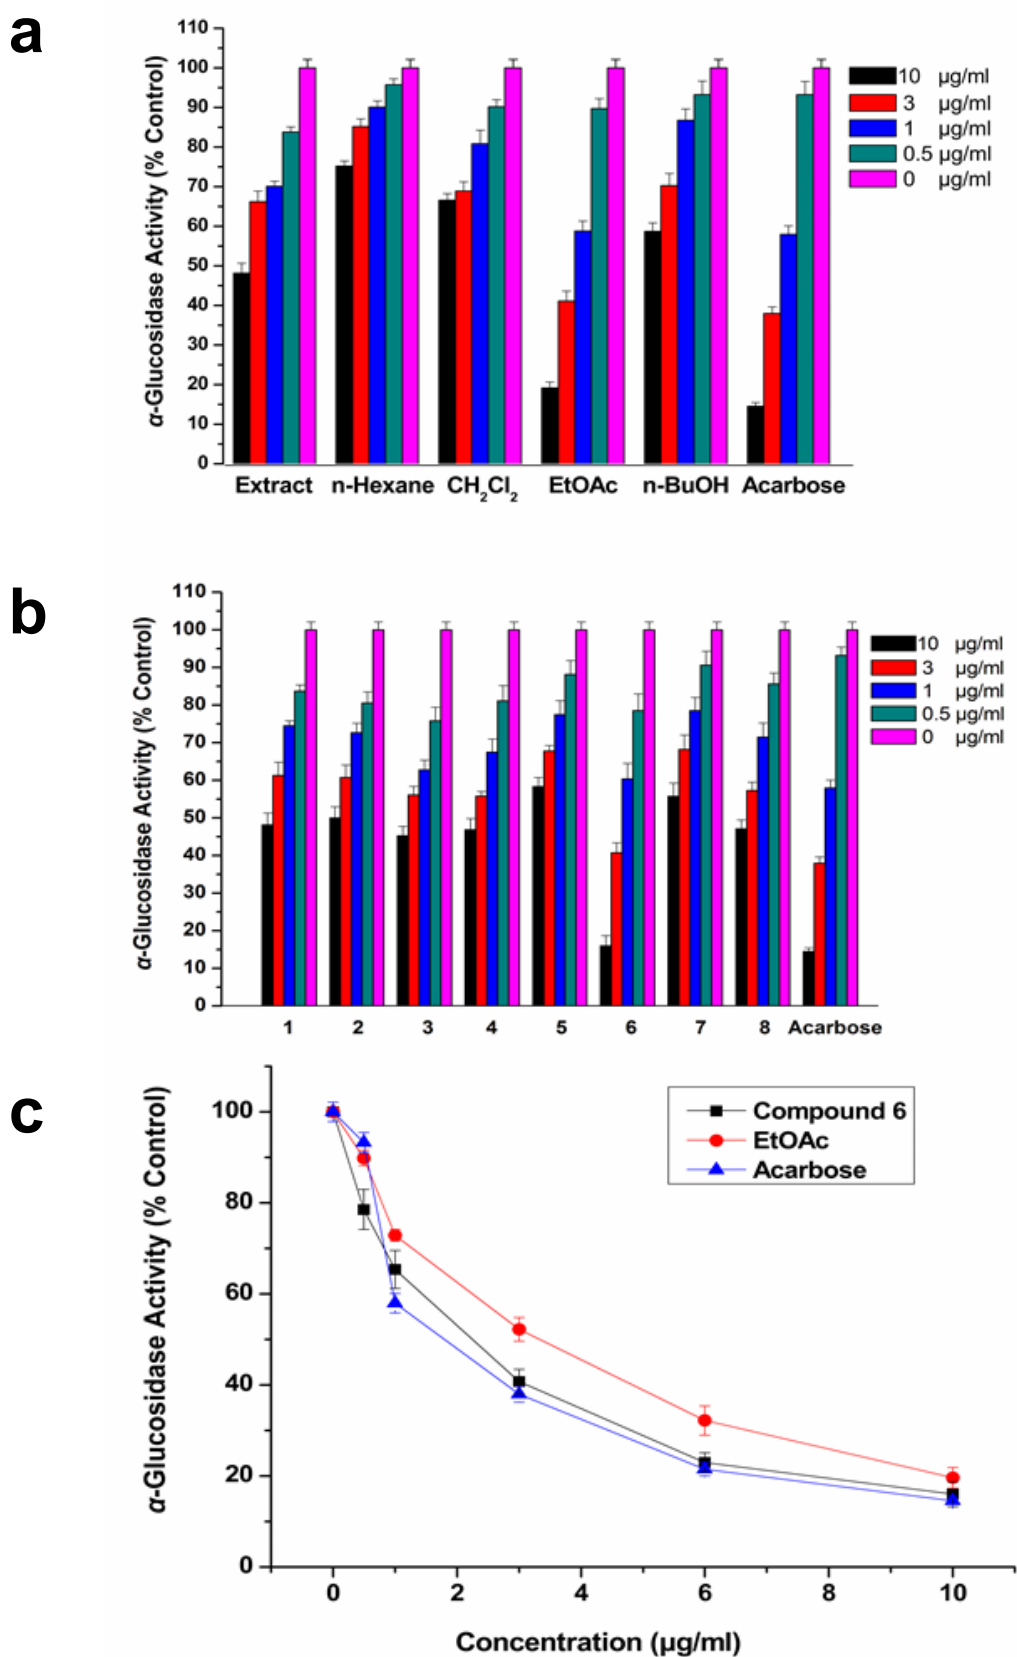 a
α-Glucosidase Activity (% Control)
110
100
90
80
70
60
50
40
30
20
10
0
10 µg/ml
3 µg/ml
1 µg/ml
0.5 µg/ml
0 µg/ml
Extract n-Hexane CH₂Cl₂ EtOAc n-BuOH Acarbose
b
α-Glucosidase Activity (% Control)
110
100
90
80
70
60
50
40
30
20
10
0
10 µg/ml
3 µg/ml
1 µg/ml
0.5 µg/ml
0 µg/ml
1 2 3 4 5 6 7 8 Acarbose
c
α-Glucosidase Activity (% Control)
100
80
60
40
20
0
Compound 6
EtOAc
Acarbose
0 2 4 6 8 10
Concentration (µg/ml)